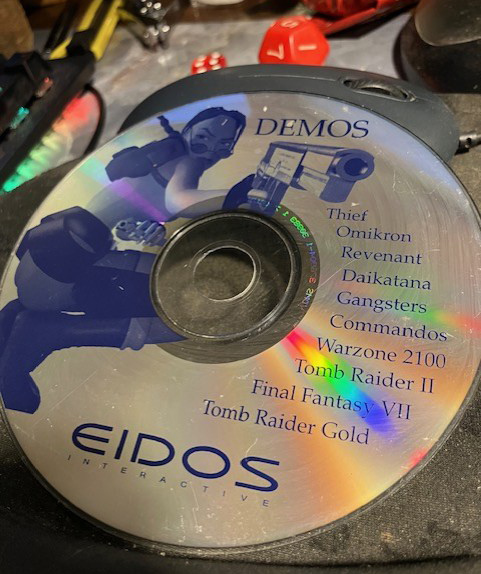 DEMOS
Thief
Omikron
Revenant
Daikatana
Gangsters
Commandos
Warzone 2100
Tomb Raider II
Final Fantasy VII
Tomb Raider Gold
EIDOS
INTERACTIVE
7